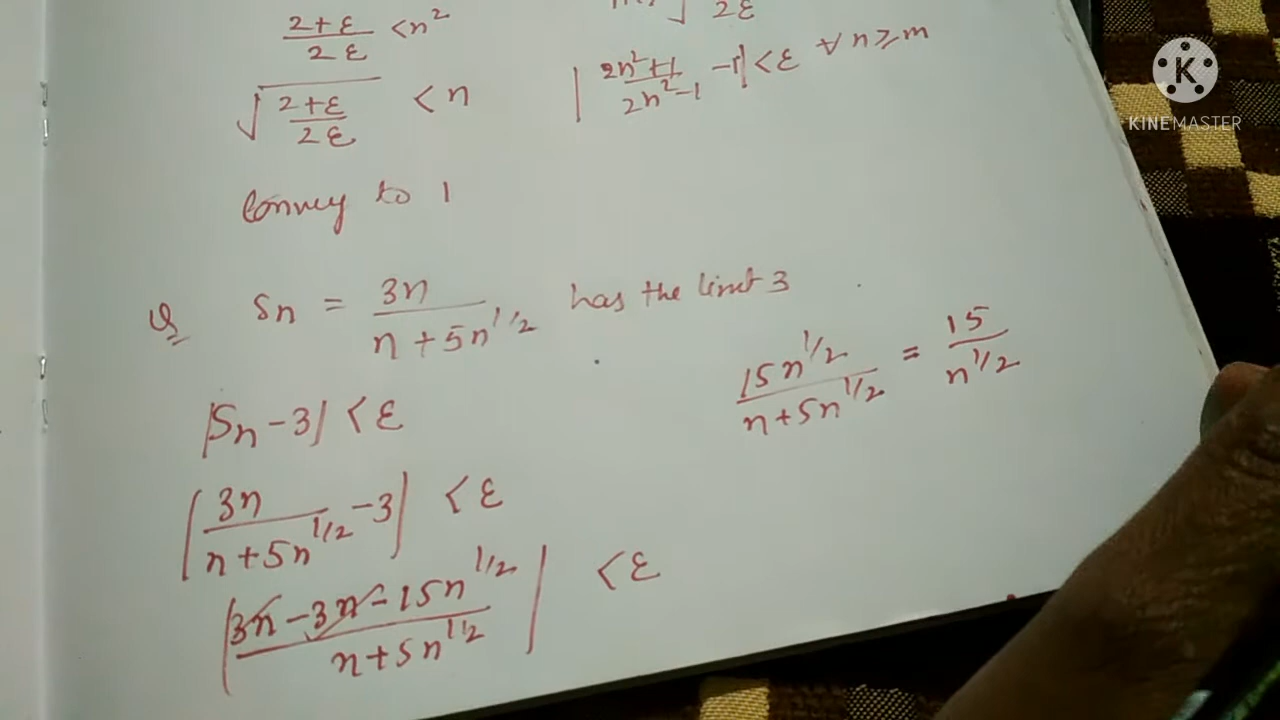 2+ε/2ε < n²
√(2+ε/2ε) < n
2ε
| 2n²+1/2n²-1 -1| < ε ∀ n ≥ m
KINEMASTER
to 1
Sn = 3n/n+5n^1/2 has the limit 3
|Sn-3| < ε
|3n/n+5n^1/2 -3| < ε
|3n-3n-15n^1/2/n+5n^1/2| < ε
15n^1/2/n+5n^1/2 = 15/n^1/2